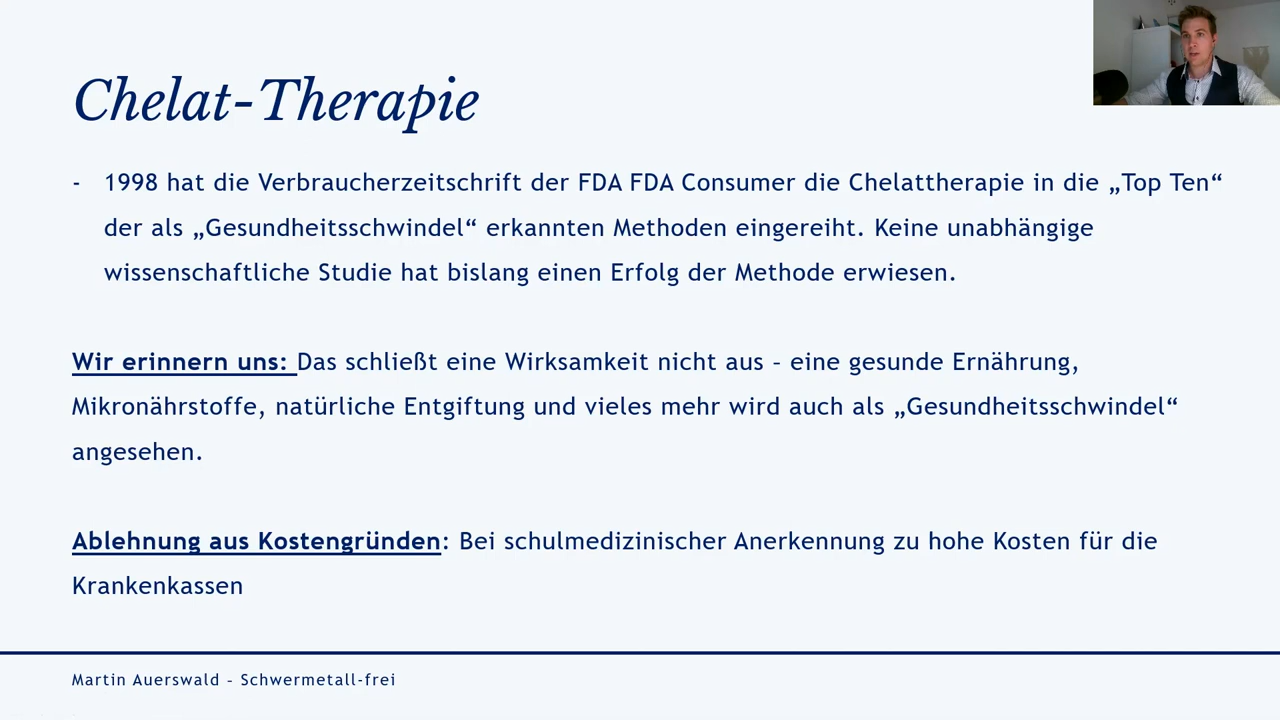 Chelat-Therapie
- 1998 hat die Verbraucherzeitschrift der FDA FDA Consumer die Chelattherapie in die „Top Ten“
der als „Gesundheitsschwindel“ erkannten Methoden eingereiht. Keine unabhängige
wissenschaftliche Studie hat bislang einen Erfolg der Methode erwiesen.
Wir erinnern uns: Das schließt eine Wirksamkeit nicht aus – eine gesunde Ernährung,
Mikronährstoffe, natürliche Entgiftung und vieles mehr wird auch als „Gesundheitsschwindel“
angesehen.
Ablehnung aus Kostengründen: Bei schulmedizinischer Anerkennung zu hohe Kosten für die
Krankenkassen
Martin Auerswald – Schwermetall-frei